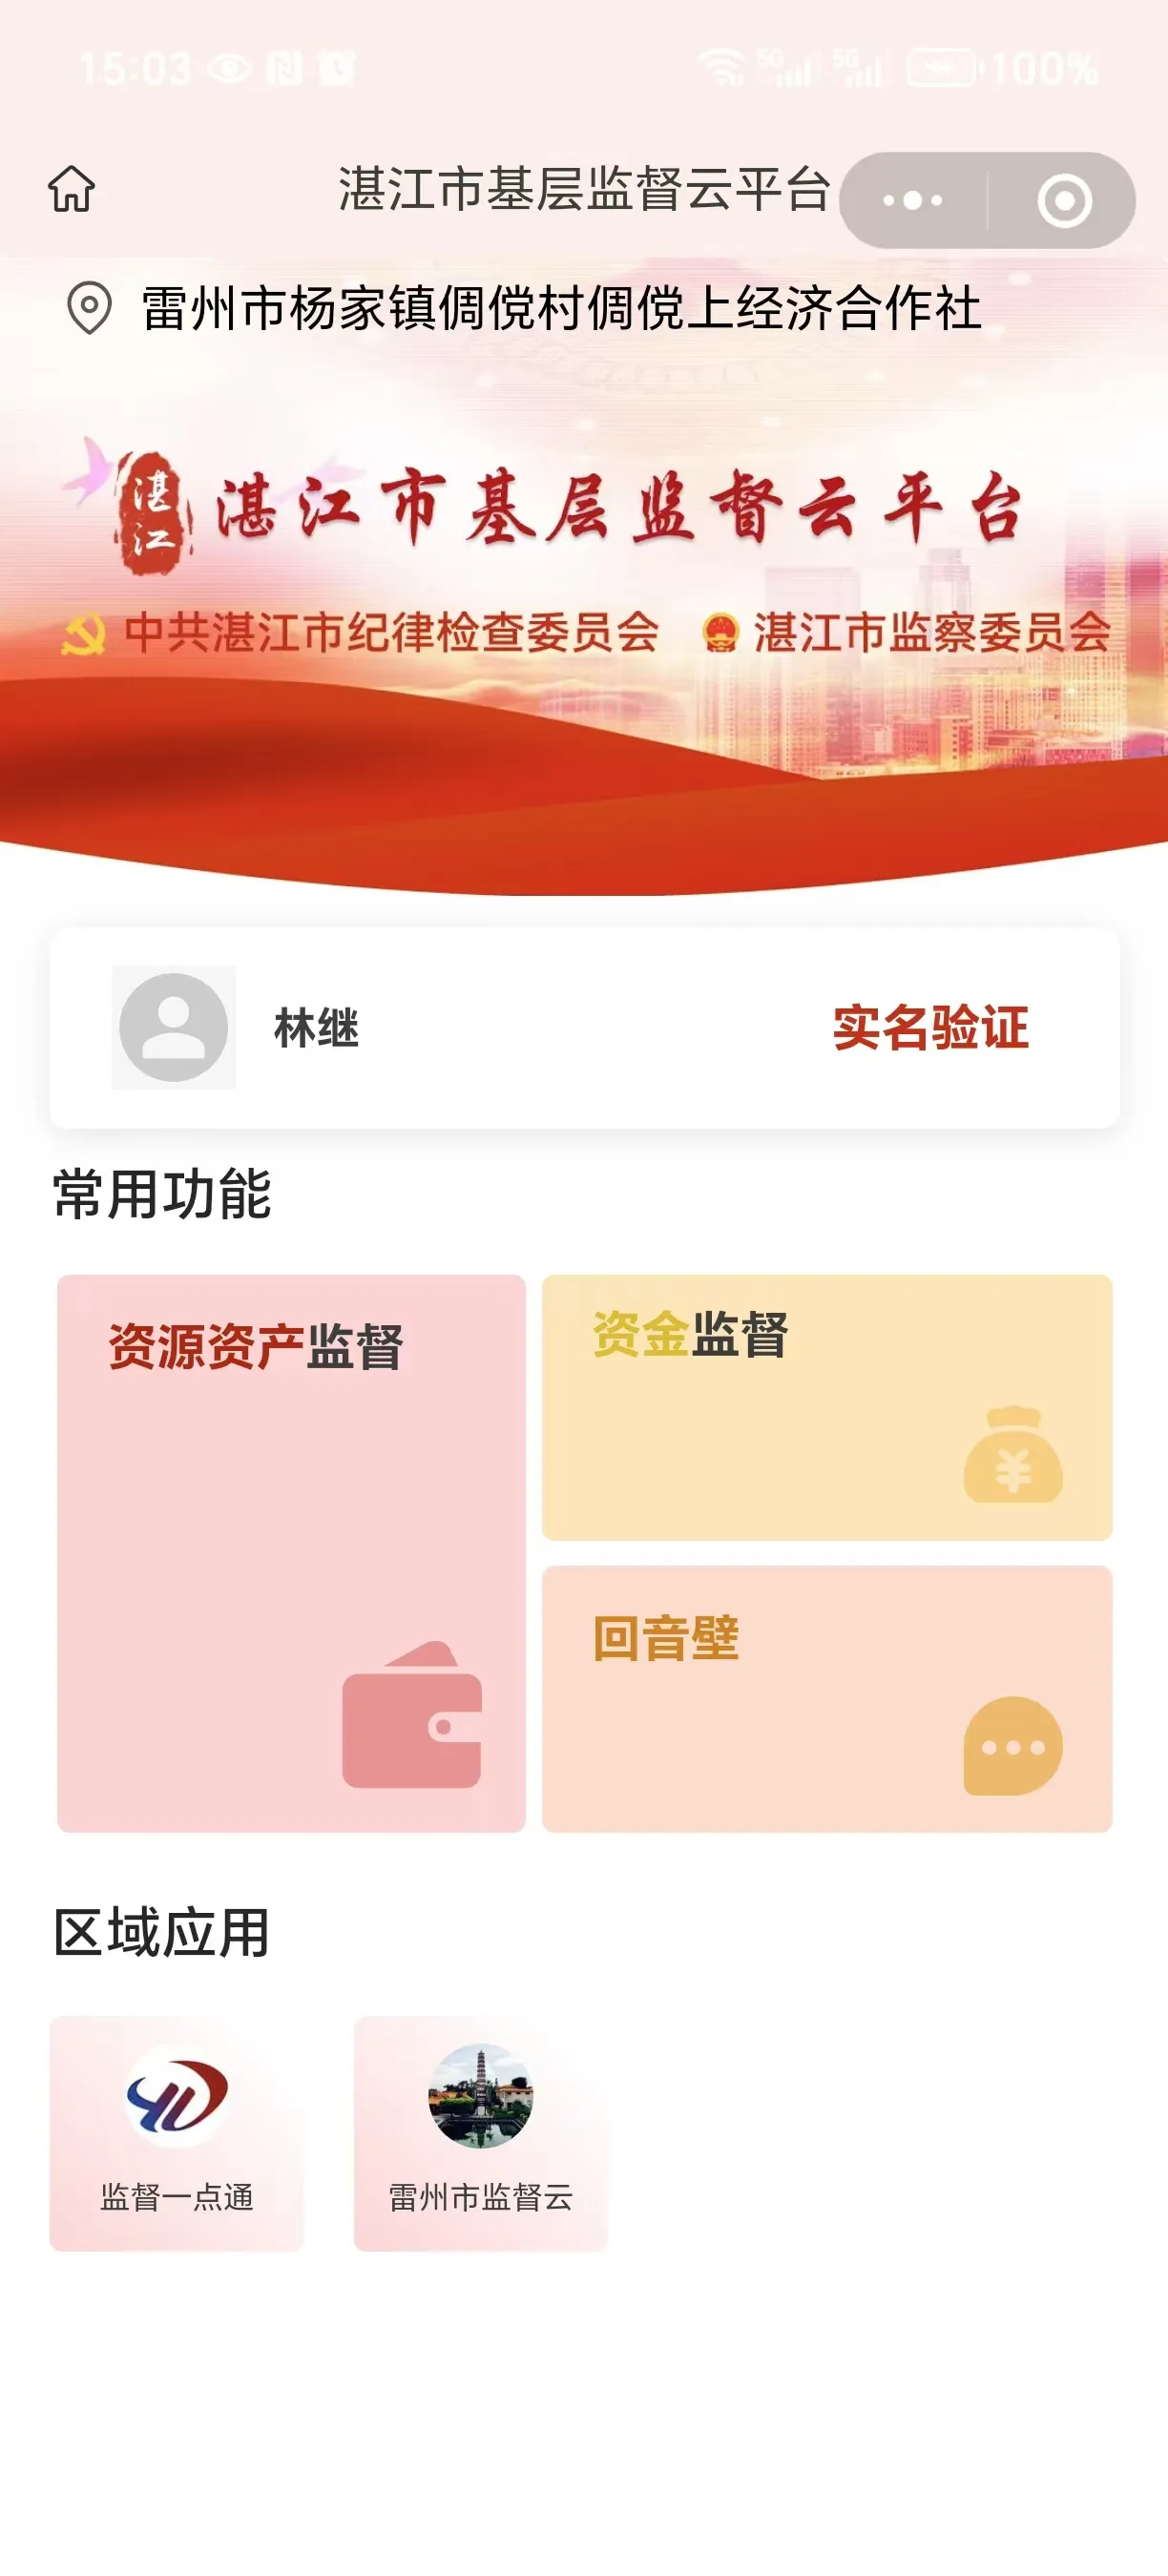 15:03 5G 5G 100%
湛江市基层监督云平台
雷州市杨家镇倜傥村倜傥上经济合作社
湛江
湛江市基层监督云平台
中共湛江市纪律检查委员会 湛江市监察委员会
林继 实名验证
常用功能
资源资产监督
资金监督
回音壁
区域应用
监督一点通 雷州市监督云